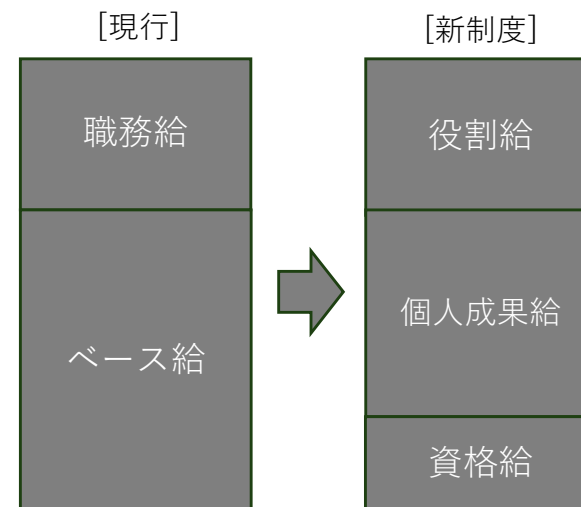 [現行]
職務給
ベース給
[新制度]
役割給
個人成果給
資格給